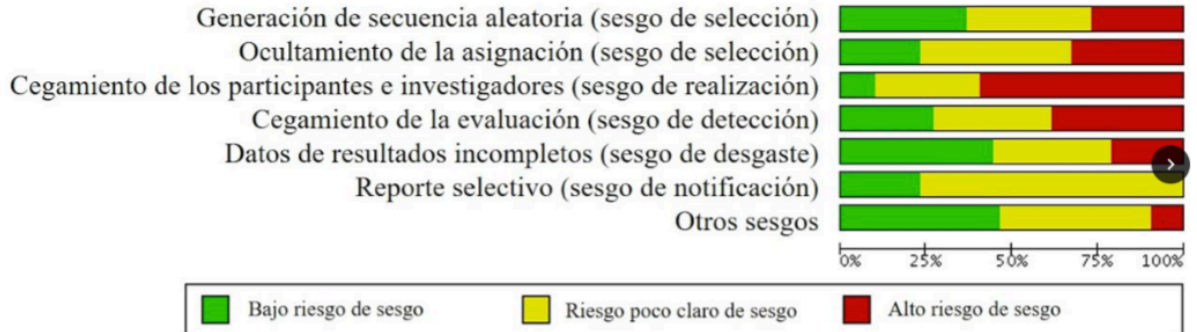 Generación de secuencia aleatoria (sesgo de selección)
Ocultamiento de la asignación (sesgo de selección)
Cegamiento de los participantes e investigadores (sesgo de realización)
Cegamiento de la evaluación (sesgo de detección)
Datos de resultados incompletos (sesgo de desgaste)
Reporte selectivo (sesgo de notificación)
Otros sesgos
0% 25% 50% 75% 100%
Bajo riesgo de sesgo Riesgo poco claro de sesgo Alto riesgo de sesgo